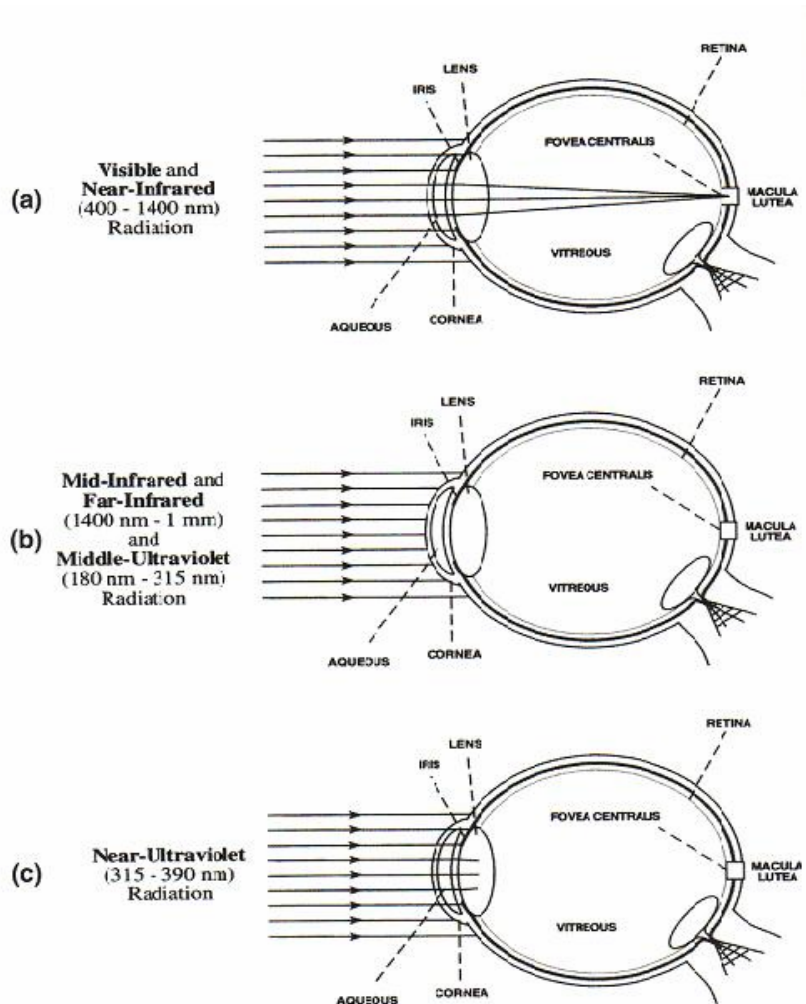 RETINA
LENS
IRIS
FOVEA CENTRALIS
(a)
Visible and
Near-Infrared
(400 - 1400 nm)
Radiation
MACULA
LUTEA
VITREOUS
AQUEOUS
CORNEA
RETINA
LENS
IRIS
FOVEA CENTRALIS
(b)
Mid-Infrared and
Far-Infrared
(1400 nm - 1 mm)
and
Middle-Ultraviolet
(180 nm - 315 nm)
Radiation
MACULA
LUTEA
VITREOUS
AQUEOUS
CORNEA
RETINA
LENS
IRIS
FOVEA CENTRALIS
(c)
Near-Ultraviolet
(315 - 390 nm)
Radiation
MACULA
LUTEA
VITREOUS
AQUEOUS
CORNEA